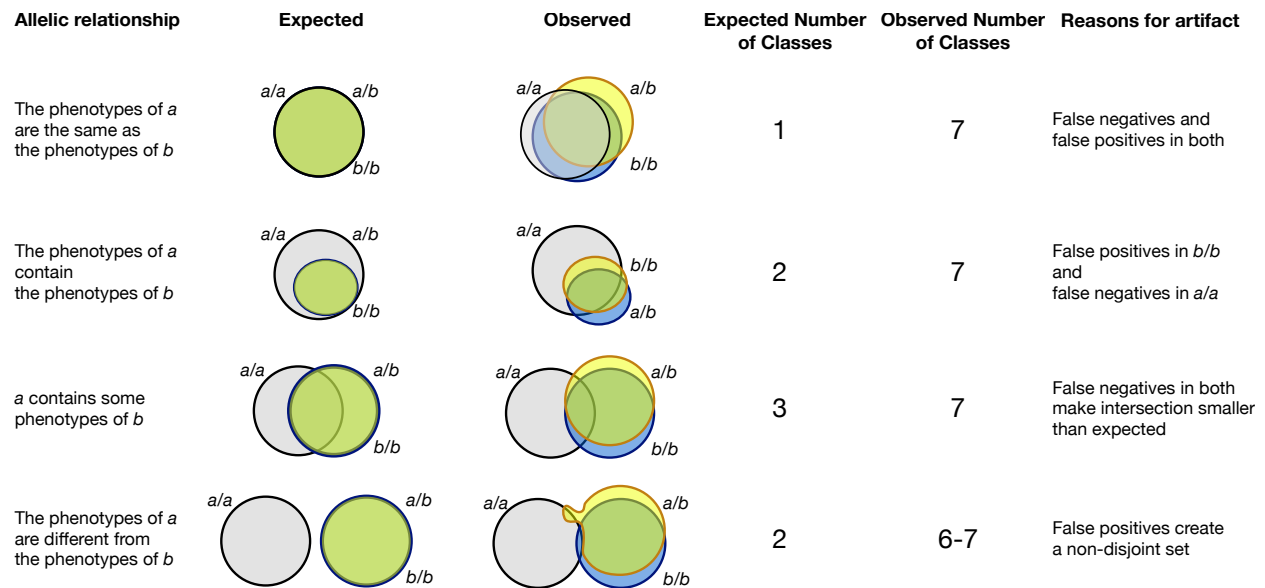 Allelic relationship
Expected
Observed
Expected Number
of Classes
Observed Number
of Classes
Reasons for artifact
The phenotypes of a
are the same as
the phenotypes of b
a/a
a/b
b/b
a/a
a/b
b/b
1
7
False negatives and
false positives in both
The phenotypes of a
contain
the phenotypes of b
a/a
a/b
b/b
a/a
b/b
a/b
2
7
False positives in b/b
and
false negatives in a/a
a contains some
phenotypes of b
a/a
a/b
b/b
a/a
a/b
b/b
3
7
False negatives in both
make intersection smaller
than expected
The phenotypes of a
are different from
the phenotypes of b
a/a
a/b
b/b
a/a
a/b
b/b
2
6-7
False positives create
a non-disjoint set